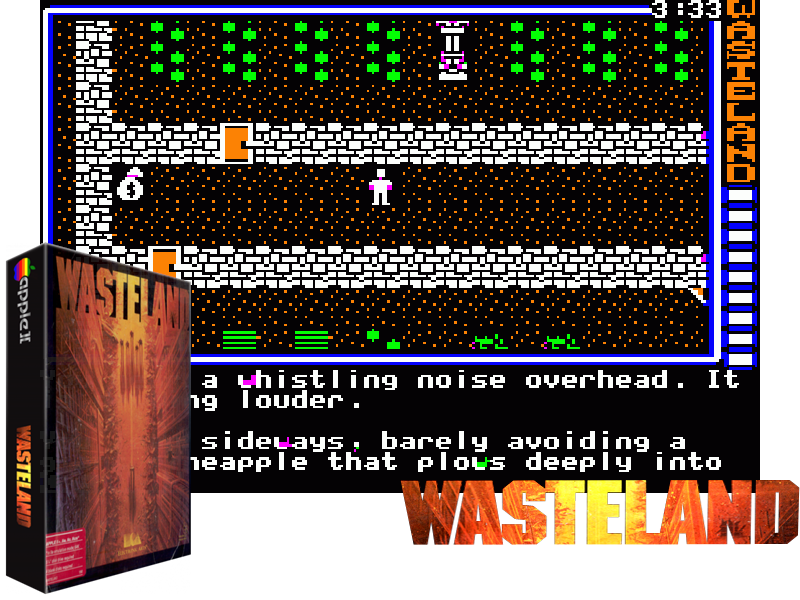 3:33
WASTELAND
a whistling noise overhead. It
ng louder.
sideways, barely avoiding a
neapple that plows deeply into
apple II
WASTELAND
WASTELAND
WASTELAND